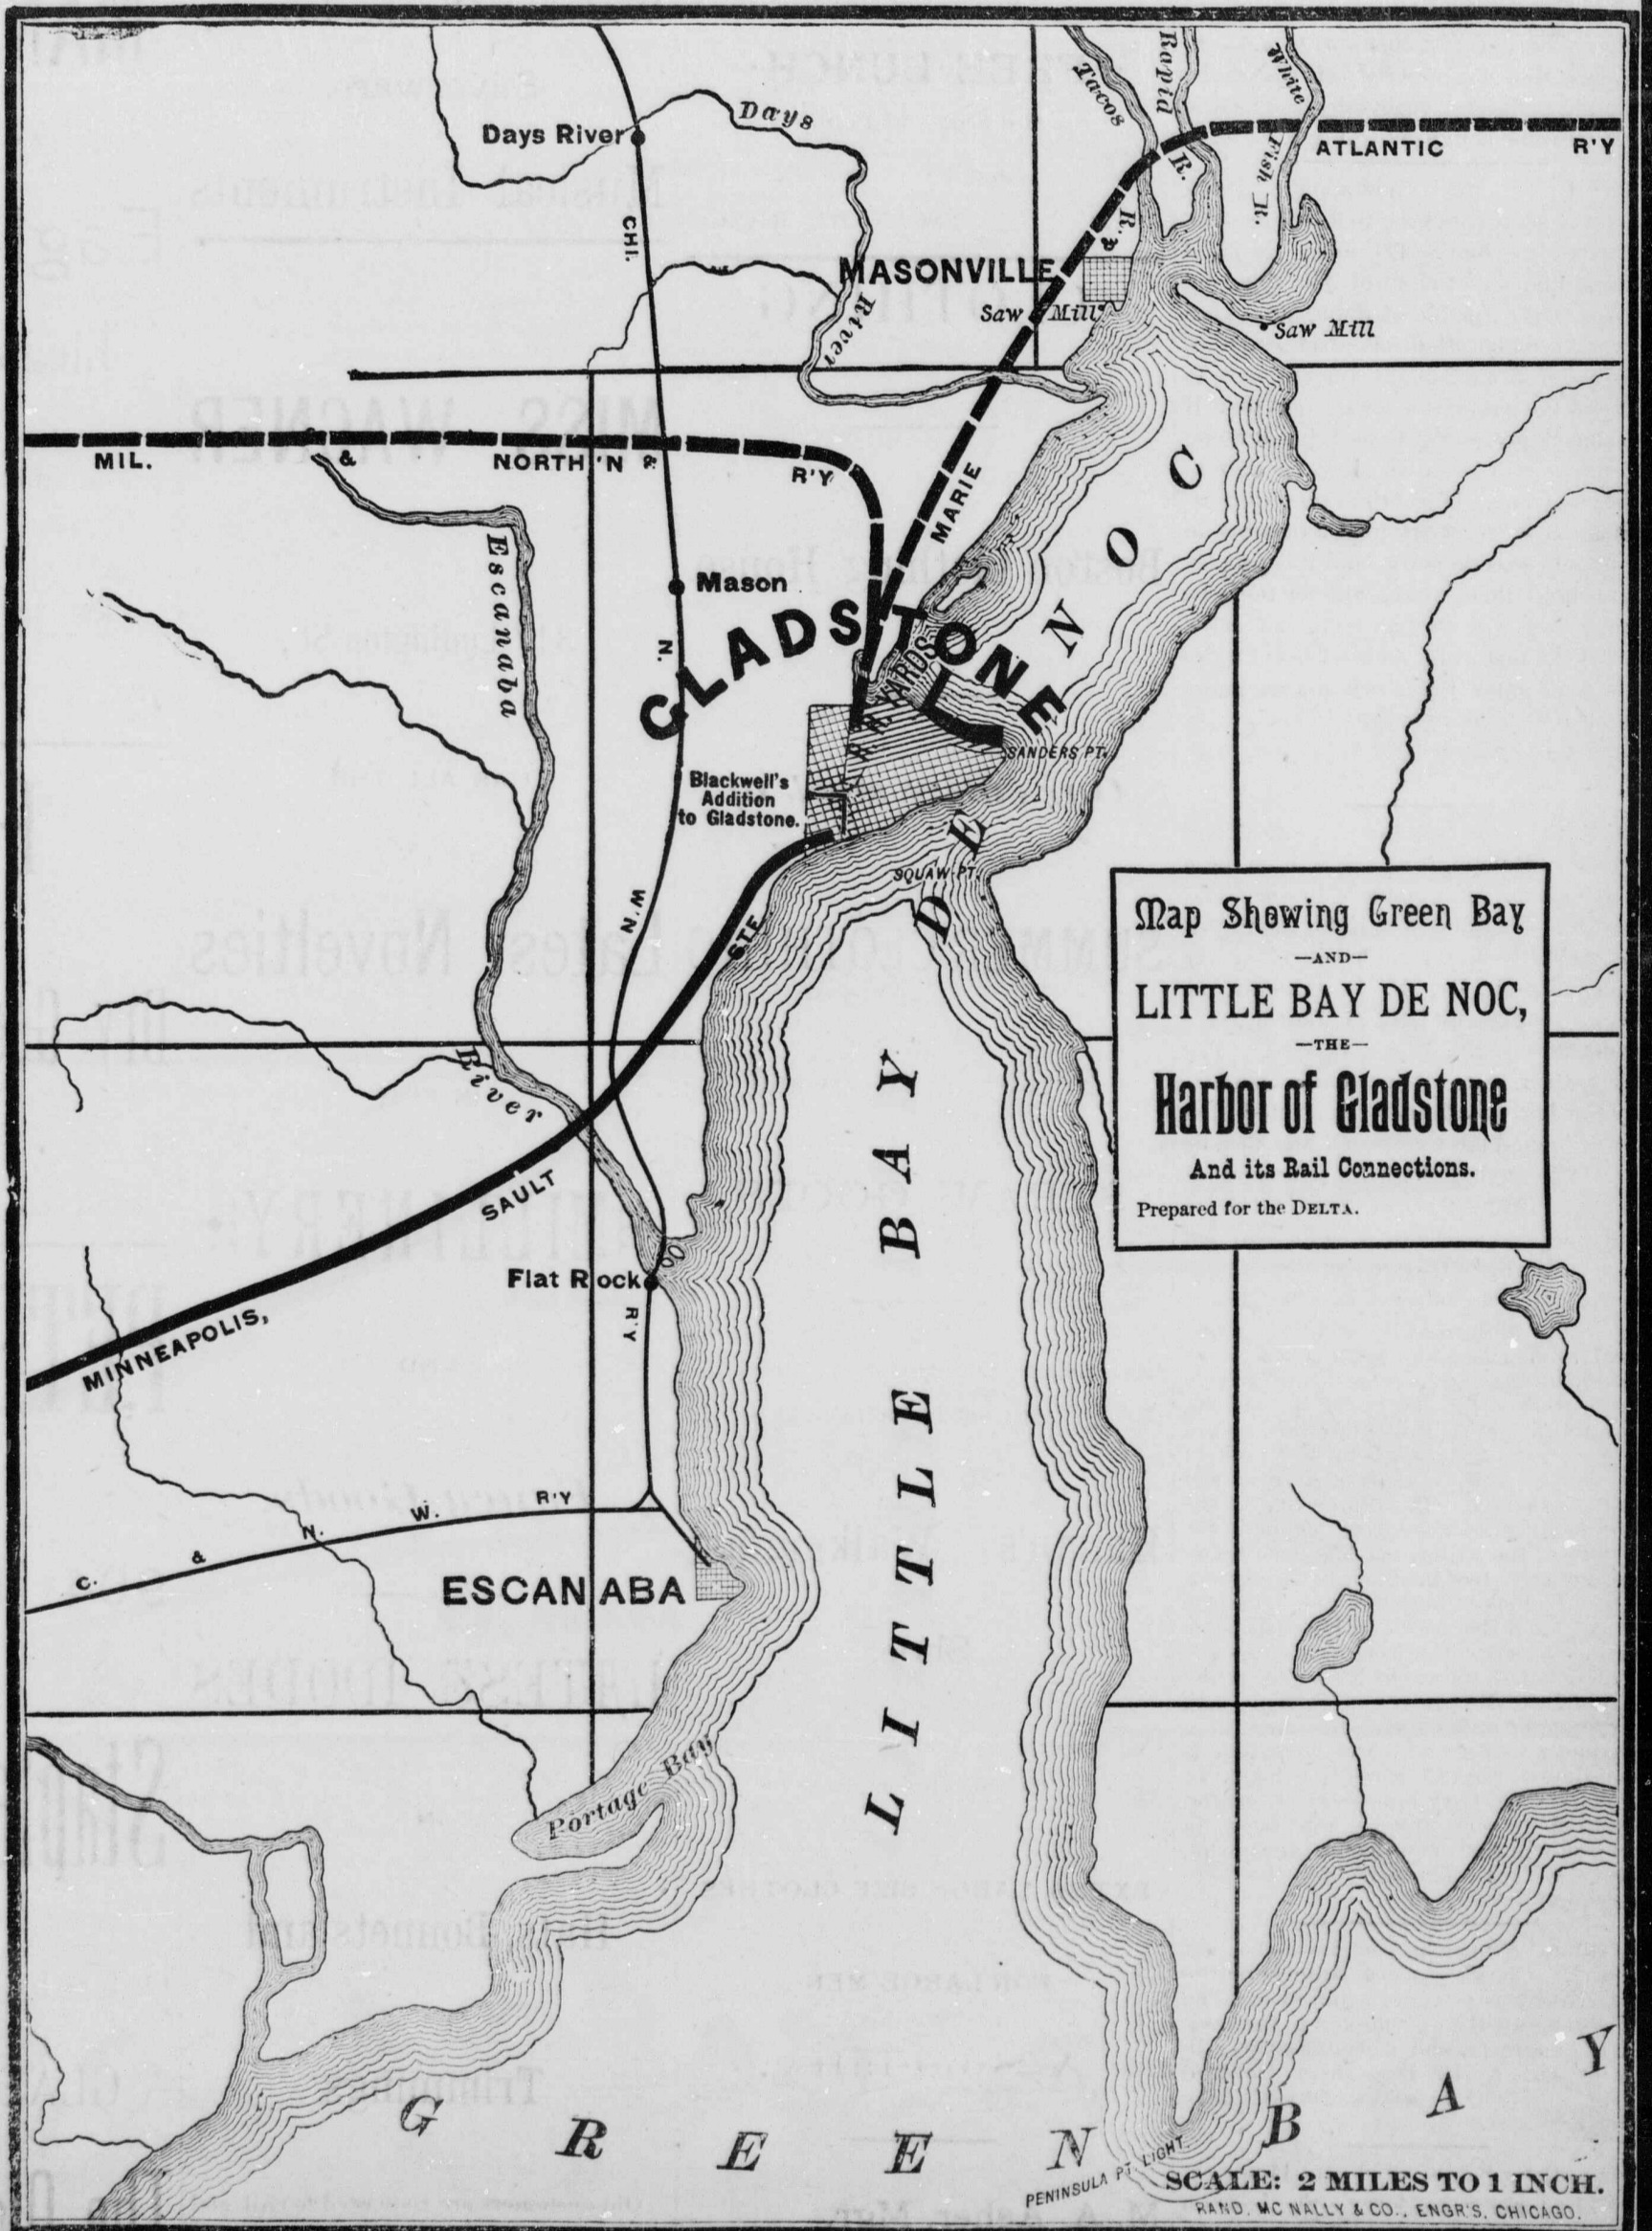 Days River
Days
River
CHI.
&
N.
W'N
R'Y
Tacos
Rapid
R.
White
Fish R.
ATLANTIC R'Y
MASONVILLE
Saw Mill
Saw Mill
MIL. & NORTH'N R'Y
MARIE
Escanaba
River
Mason
GLADSTONE
R.R. YARDS
SANDERS PT.
Blackwell's
Addition
to Gladstone.
SQUAW PT.
MINNEAPOLIS, SAULT STE
Map Showing Green Bay
—AND—
LITTLE BAY DE NOC,
—THE—
Harbor of Gladstone
And its Rail Connections.
Prepared for the DELTA.
LITTLE BAY DE NOC
Flat Rock
C. & N. W. R'Y
ESCANABA
Portage Bay
GREEN BAY
PENINSULA PT. LIGHT
SCALE: 2 MILES TO 1 INCH.
RAND, MC NALLY & CO., ENGR'S, CHICAGO.